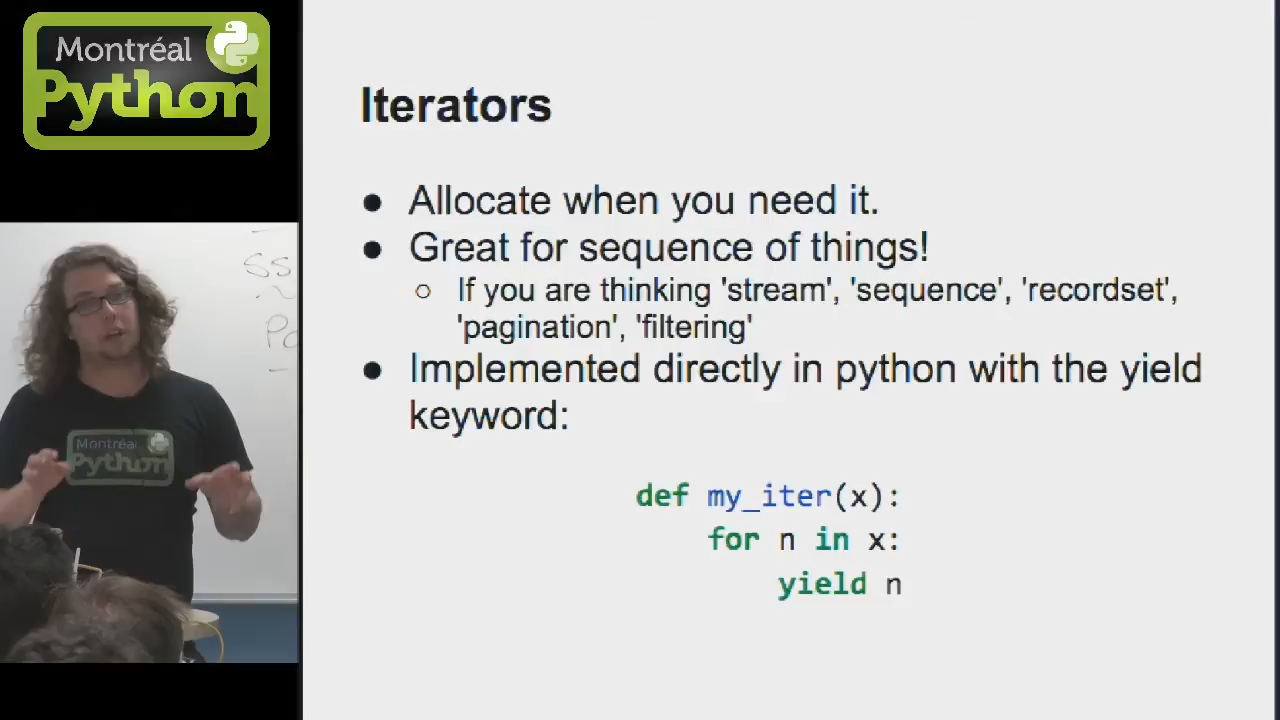 Montréal
Python
Iterators
● Allocate when you need it.
● Great for sequence of things!
○ If you are thinking 'stream', 'sequence', 'recordset',
'pagination', 'filtering'
● Implemented directly in python with the yield
keyword:
def my_iter(x):
for n in x:
yield n
SS
Montréal
Python